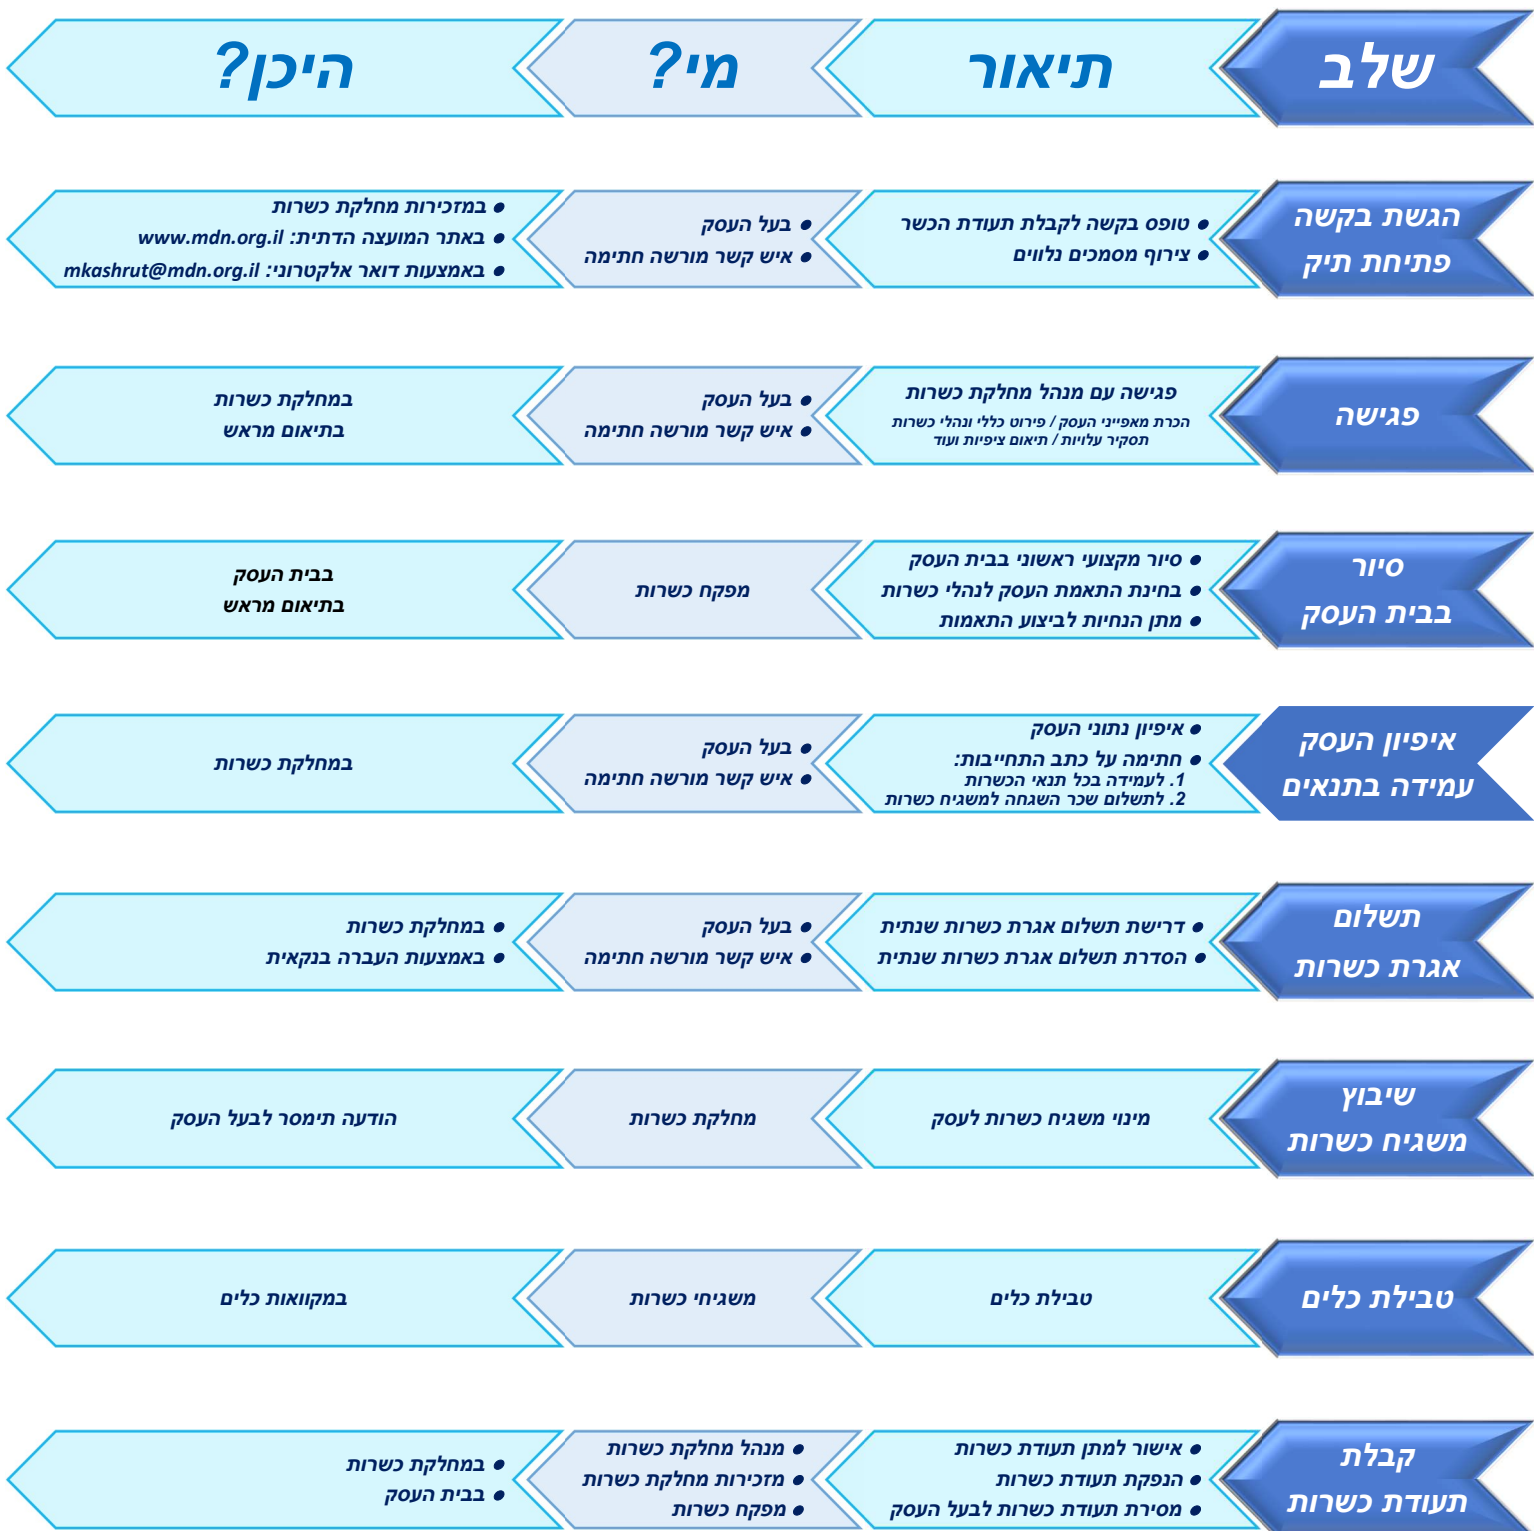 שלב
תיאור
מי?
היכן?
הגשת בקשה
פתיחת תיק
● טופס בקשה לקבלת תעודת הכשר
● צירוף מסמכים נלווים
● בעל העסק
● איש קשר מורשה חתימה
● במזכירות מחלקת כשרות
● באתר המועצה הדתית: www.mdn.org.il
● באמצעות דואר אלקטרוני: mkashrut@mdn.org.il
פגישה
פגישה עם מנהל מחלקת כשרות
הכרת מאפייני העסק / פירוט כללי ונהלי כשרות
תסקיר עלויות / תיאום ציפיות ועוד
● בעל העסק
● איש קשר מורשה חתימה
במחלקת כשרות
בתיאום מראש
סיור
בבית העסק
● סיור מקצועי ראשוני בבית העסק
● בחינת התאמת העסק לנהלי כשרות
● מתן הנחיות לביצוע התאמות
מפקח כשרות
בבית העסק
בתיאום מראש
איפיון העסק
עמידה בתנאים
● איפיון נתוני העסק
● חתימה על כתב התחייבות:
1. לעמידה בכל תנאי הכשרות
2. לתשלום שכר השגחה למשגיח כשרות
● בעל העסק
● איש קשר מורשה חתימה
במחלקת כשרות
תשלום
אגרת כשרות
● דרישת תשלום אגרת כשרות שנתית
● הסדרת תשלום אגרת כשרות שנתית
● בעל העסק
● איש קשר מורשה חתימה
● במחלקת כשרות
● באמצעות העברה בנקאית
שיבוץ
משגיח כשרות
מינוי משגיח כשרות לעסק
מחלקת כשרות
הודעה תימסר לבעל העסק
טבילת כלים
טבילת כלים
משגיחי כשרות
במקוואות כלים
קבלת
תעודת כשרות
● אישור למתן תעודת כשרות
● הנפקת תעודת כשרות
● מסירת תעודת כשרות לבעל העסק
● מנהל מחלקת כשרות
● מזכירות מחלקת כשרות
● מפקח כשרות
● במחלקת כשרות
● בבית העסק